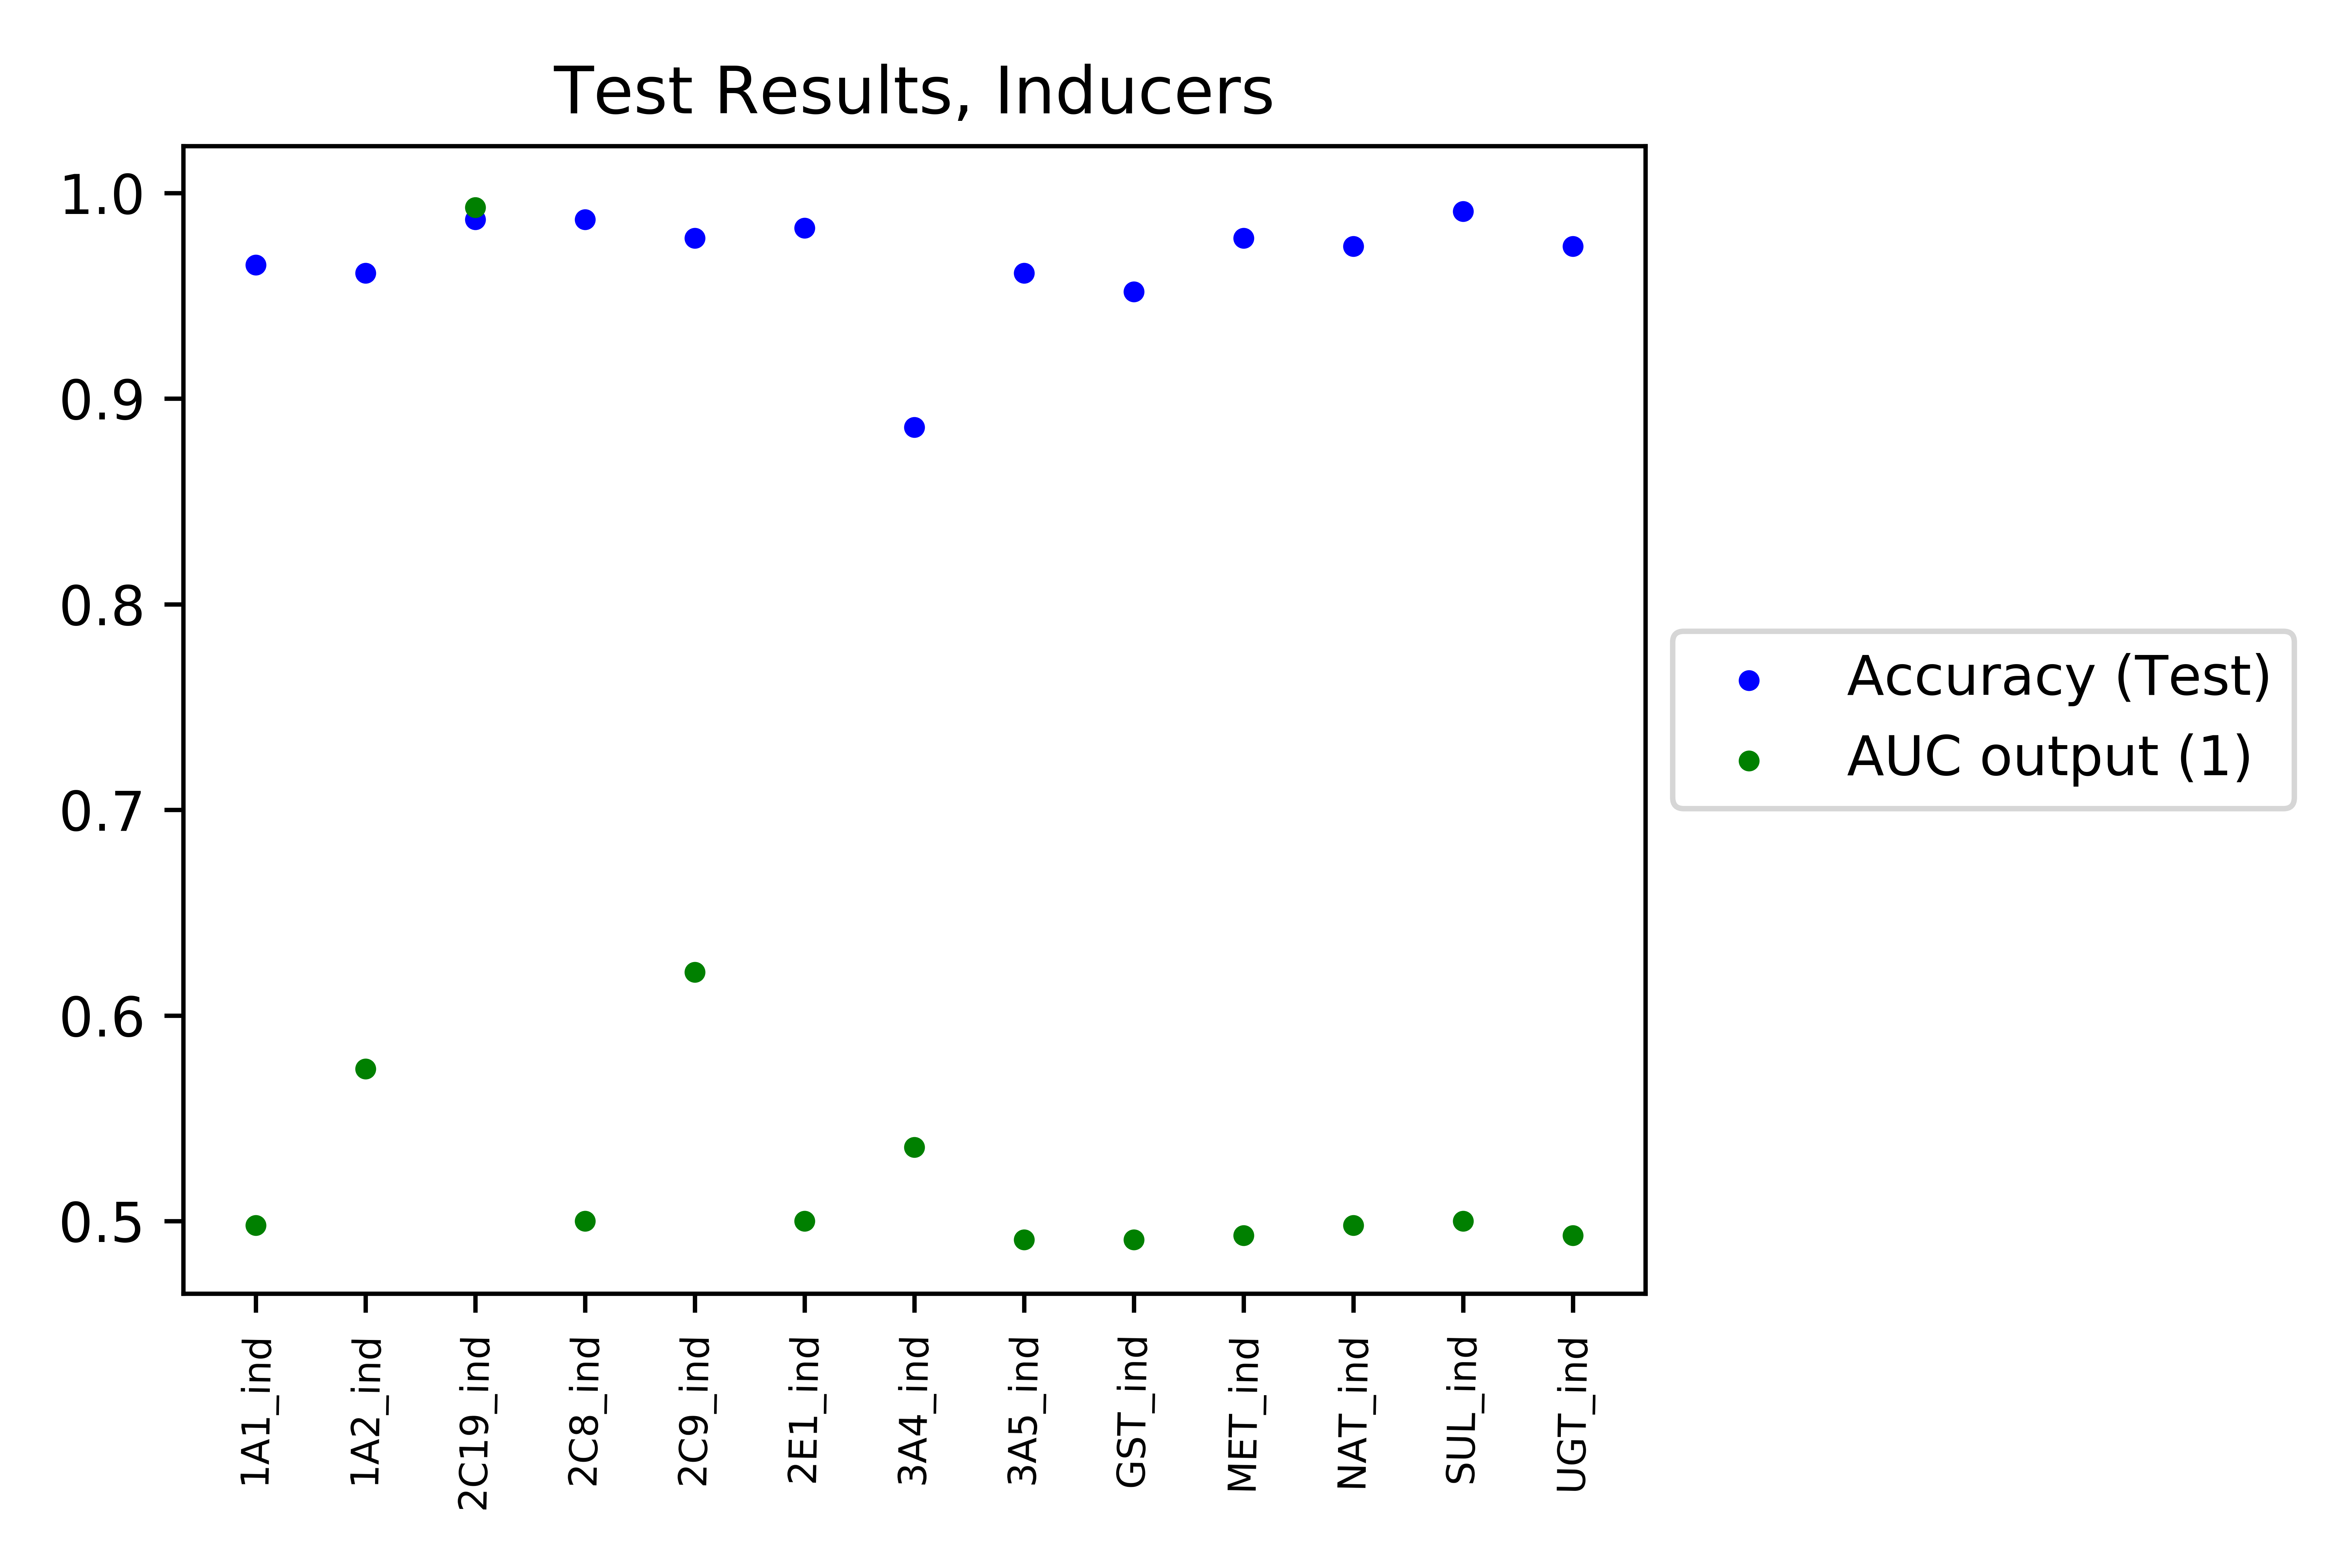 Test Results, Inducers
1.0
0.9
0.8
0.7
0.6
0.5
Accuracy (Test)
AUC output (1)
1A1_ind
1A2_ind
2C19_ind
2C8_ind
2C9_ind
2E1_ind
3A4_ind
3A5_ind
GST_ind
MET_ind
NAT_ind
SUL_ind
UGT_ind